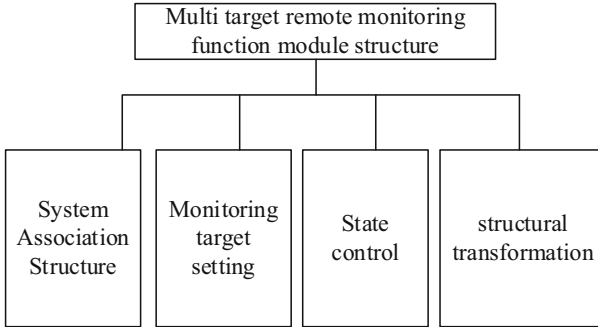 Multi target remote monitoring
function module structure
System
Association
Structure
Monitoring
target
setting
State
control
structural
transformation